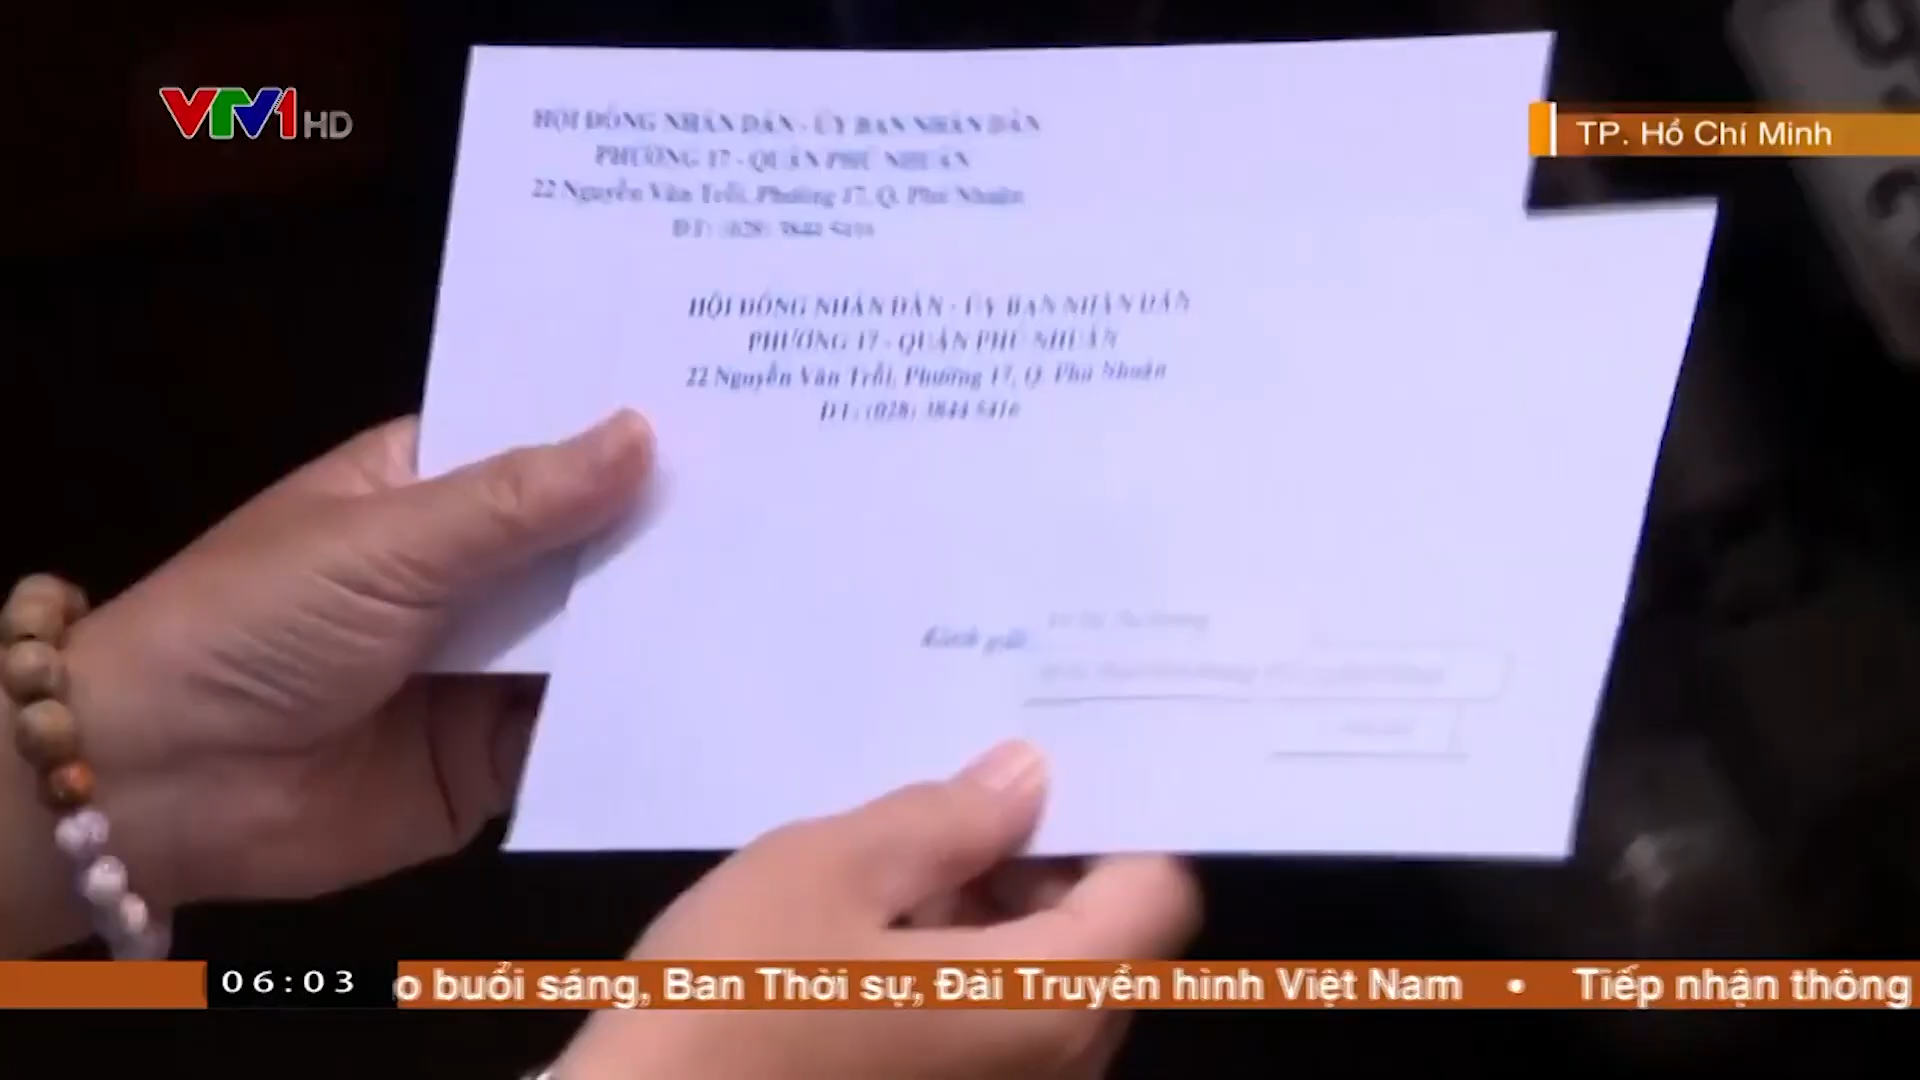 VTV1 HD
TP. Hồ Chí Minh
HỘI ĐỒNG NHÂN DÂN - ỦY BAN NHÂN DÂN
PHƯỜNG 17 - QUẬN PHÚ NHUẬN
22 Nguyễn Văn Trỗi, Phường 17, Q. Phú Nhuận
ĐT: (028) 3844 5416
HỘI ĐỒNG NHÂN DÂN - ỦY BAN NHÂN DÂN
PHƯỜNG 17 - QUẬN PHÚ NHUẬN
22 Nguyễn Văn Trỗi, Phường 17, Q. Phú Nhuận
ĐT: (028) 3844 5416
Kính gửi:
06:03
o buổi sáng, Ban Thời sự, Đài Truyền hình Việt Nam • Tiếp nhận thông